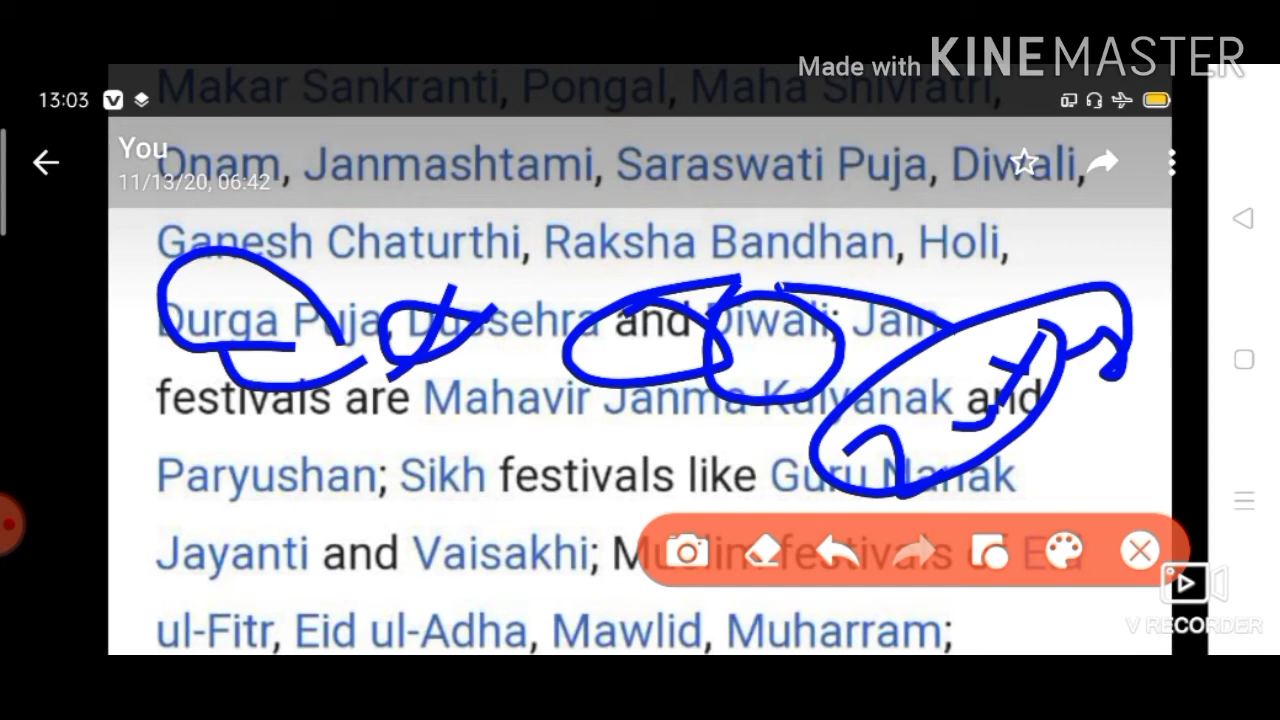 Made with KINEMASTER
Makar Sankranti, Pongal, Maha Shivratri,
13:03
You
Onam, Janmashtami, Saraswati Puja, Diwali,
11/13/20, 06:42
Ganesh Chaturthi, Raksha Bandhan, Holi,
Durga Puja, Dussehra and Diwali; Jain
festivals are Mahavir Janma Kalyanak and
Paryushan; Sikh festivals like Guru Nanak
Jayanti and Vaisakhi; Muslim festivals of Eid
ul-Fitr, Eid ul-Adha, Mawlid, Muharram;
V RECORDER